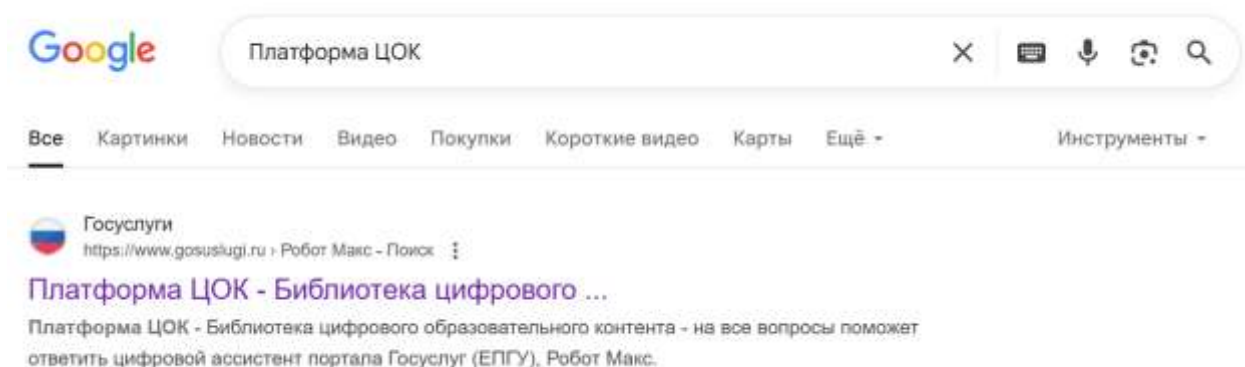 Google
Платформа ЦОК
Все Картинки Новости Видео Покупки Короткие видео Карты Ещё Инструменты
Госуслуги
https://www.gosuslugi.ru › Робот Макс - Поиск
Платформа ЦОК - Библиотека цифрового ...
Платформа ЦОК - Библиотека цифрового образовательного контента - на все вопросы поможет
ответить цифровой ассистент портала Госуслуг (ЕПГУ), Робот Макс.